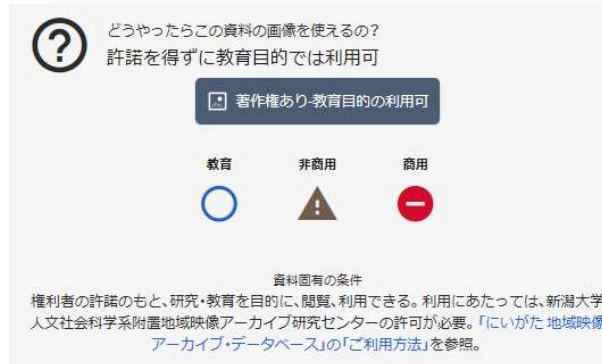 どうやったらこの資料の画像を使えるの?
許諾を得ずに教育目的では利用可
著作権あり-教育目的の利用可
教育 非商用 商用
資料固有の条件
権利者の許諾のもと、研究・教育を目的に、閲覧、利用できる。利用にあたっては、新潟大学
人文社会科学系附置地域映像アーカイブ研究センターの許可が必要。「にいがた 地域映像
アーカイブ・データベース」の「ご利用方法」を参照。